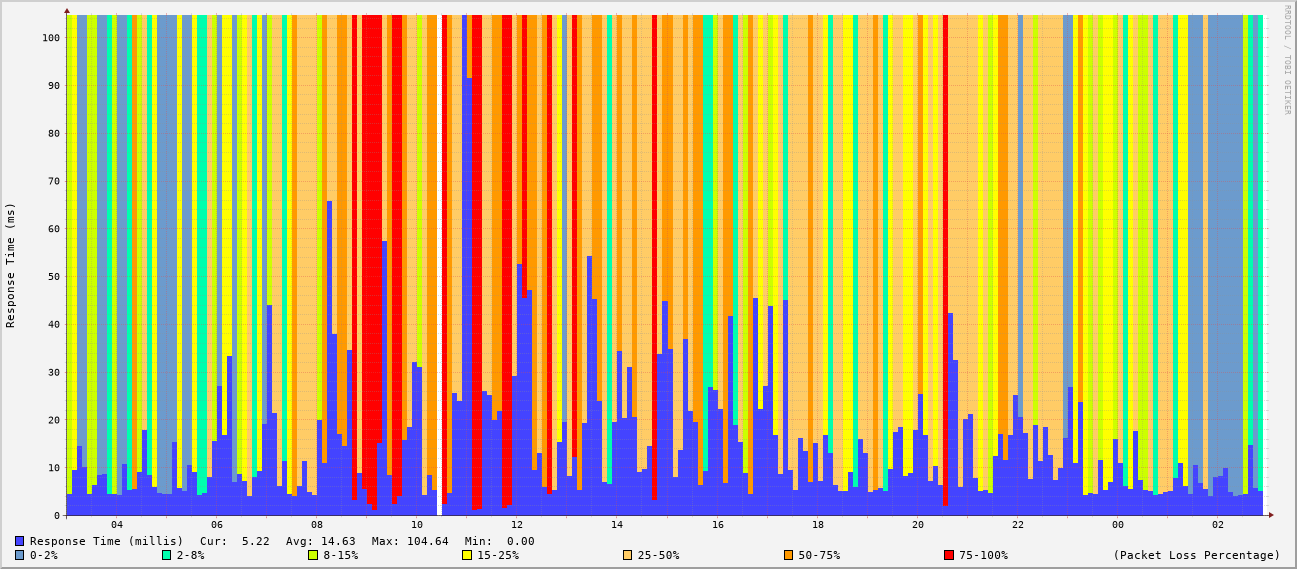 RRDTOOL / TOBI OETIKER
Response Time (ms)
100
90
80
70
60
50
40
30
20
10
0
04 06 08 10 12 14 16 18 20 22 00 02
Response Time (millis) Cur: 5.22 Avg: 14.63 Max: 104.64 Min: 0.00
0-2% 2-8% 8-15% 15-25% 25-50% 50-75% 75-100% (Packet Loss Percentage)